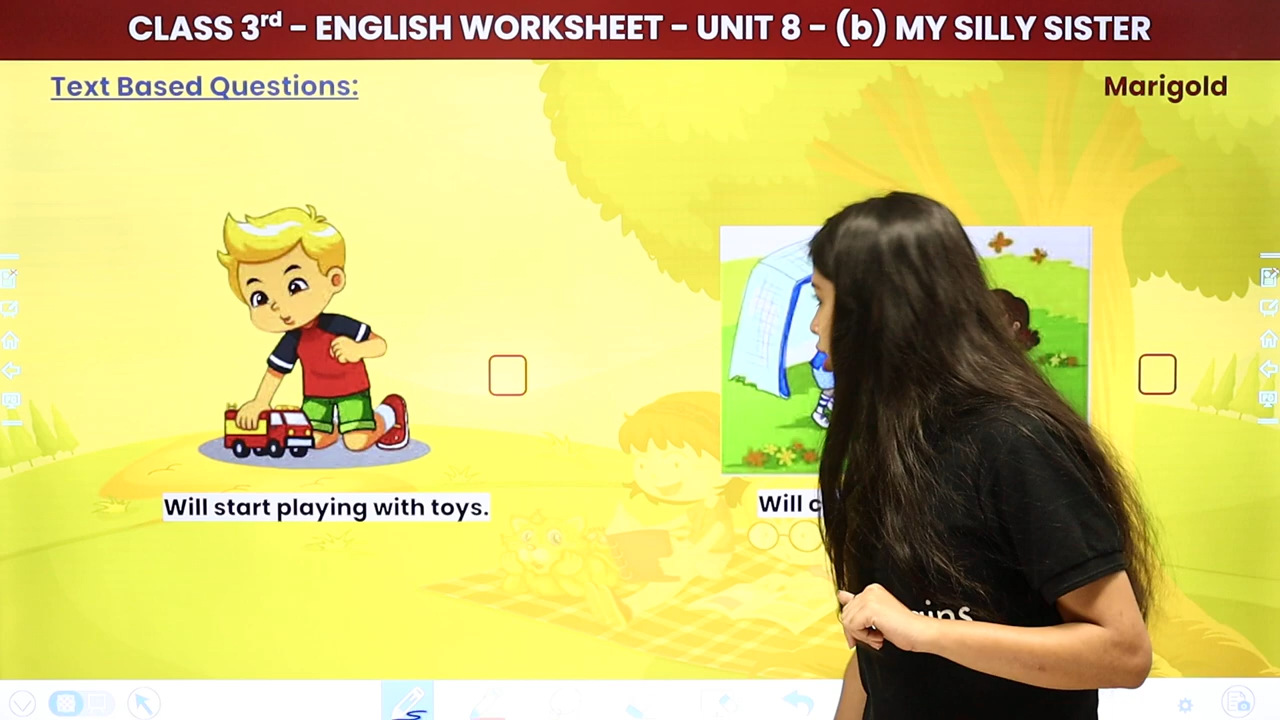 CLASS 3rd - ENGLISH WORKSHEET - UNIT 8 - (b) MY SILLY SISTER
Text Based Questions:
Marigold
Will start playing with toys.
Will